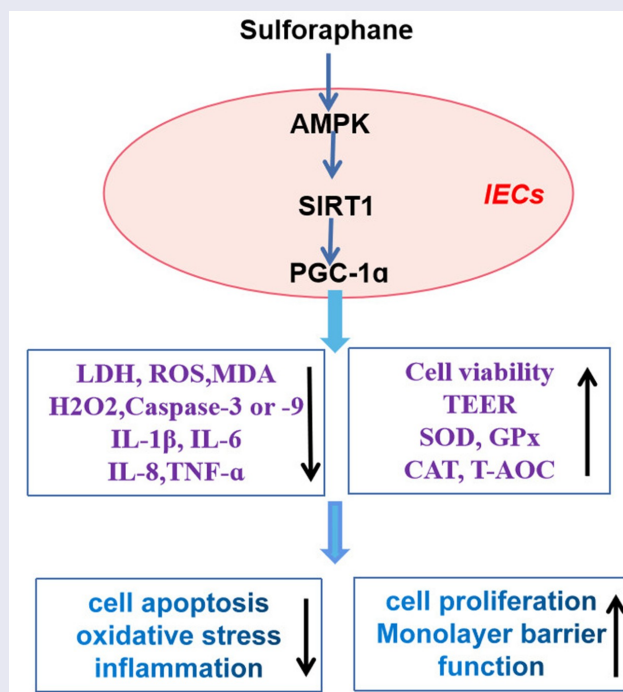 Sulforaphane
AMPK
SIRT1
IECs
PGC-1α
LDH, ROS,MDA
H2O2,Caspase-3 or -9
IL-1β, IL-6
IL-8,TNF-α
Cell viability
TEER
SOD, GPx
CAT, T-AOC
cell apoptosis
oxidative stress
inflammation
cell proliferation
Monolayer barrier
function